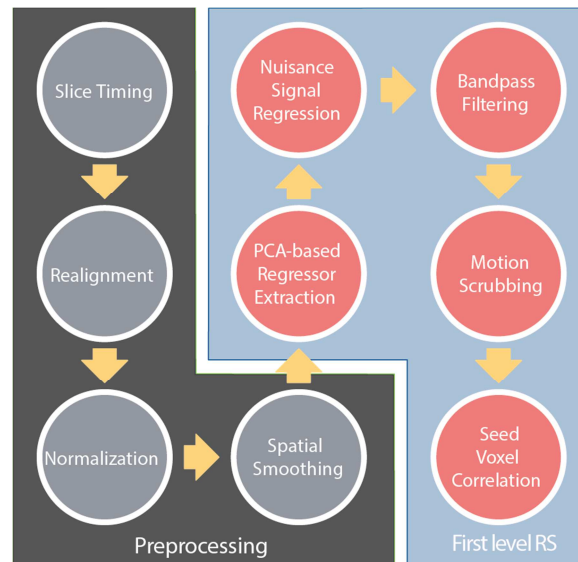 Slice Timing
Realignment
Normalization
Spatial
Smoothing
Preprocessing
PCA-based
Regressor
Extraction
Nuisance
Signal
Regression
Bandpass
Filtering
Motion
Scrubbing
Seed
Voxel
Correlation
First level RS